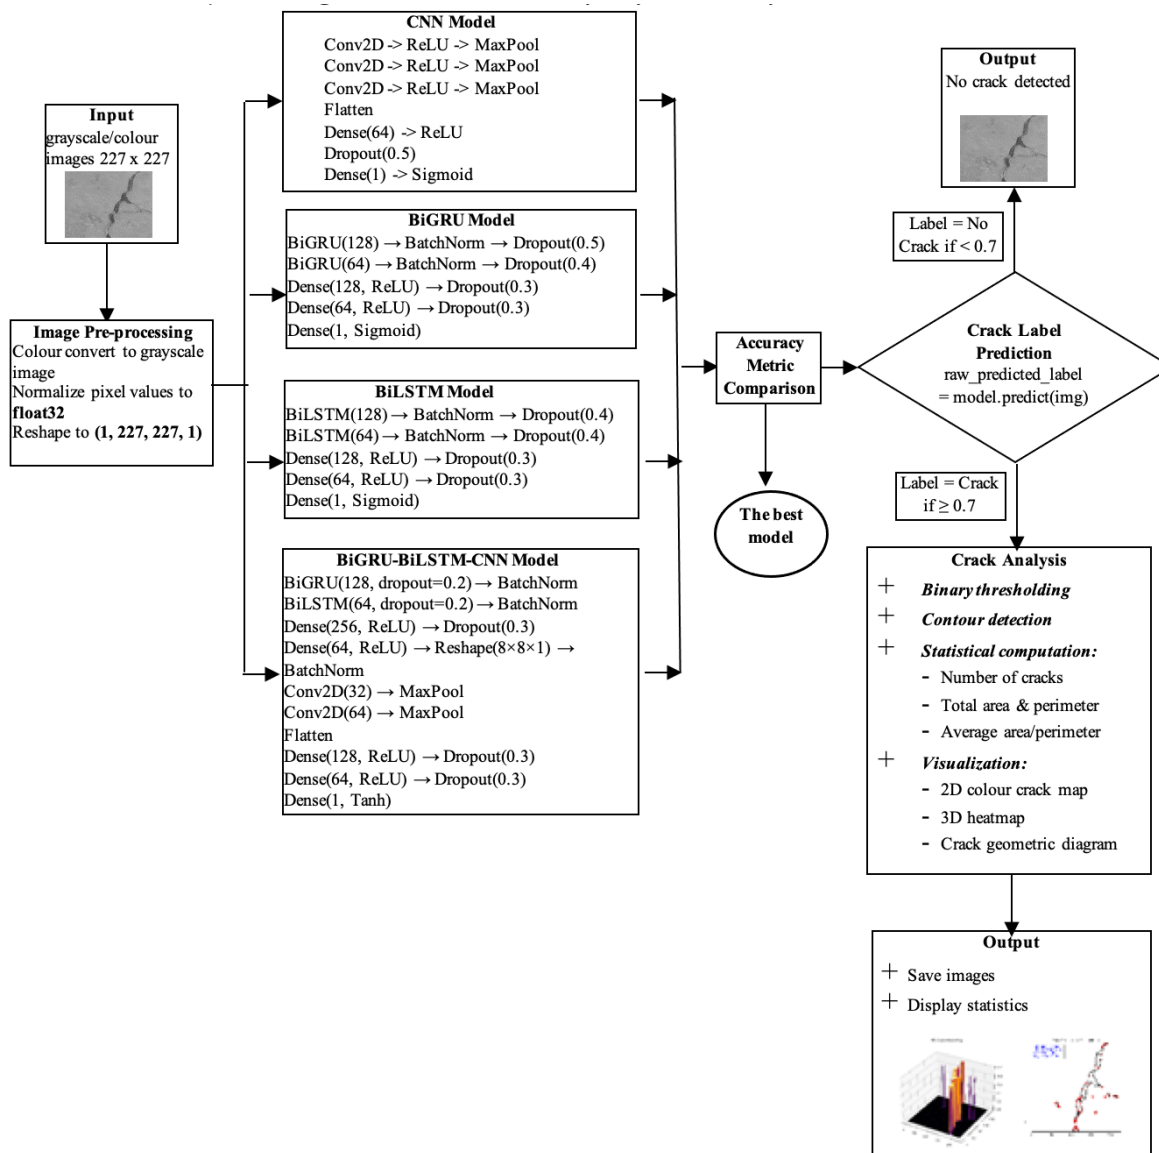 Input
grayscale/colour
images 227 x 227
Image Pre-processing
Colour convert to grayscale
image
Normalize pixel values to
float32
Reshape to (1, 227, 227, 1)
CNN Model
Conv2D -> ReLU -> MaxPool
Conv2D -> ReLU -> MaxPool
Conv2D -> ReLU -> MaxPool
Flatten
Dense(64) -> ReLU
Dropout(0.5)
Dense(1) -> Sigmoid
BiGRU Model
BiGRU(128) → BatchNorm → Dropout(0.5)
BiGRU(64) → BatchNorm → Dropout(0.4)
Dense(128, ReLU) → Dropout(0.3)
Dense(64, ReLU) → Dropout(0.3)
Dense(1, Sigmoid)
BiLSTM Model
BiLSTM(128) → BatchNorm → Dropout(0.4)
BiLSTM(64) → BatchNorm → Dropout(0.4)
Dense(128, ReLU) → Dropout(0.3)
Dense(64, ReLU) → Dropout(0.3)
Dense(1, Sigmoid)
BiGRU-BiLSTM-CNN Model
BiGRU(128, dropout=0.2) → BatchNorm
BiLSTM(64, dropout=0.2) → BatchNorm
Dense(256, ReLU) → Dropout(0.3)
Dense(64, ReLU) → Reshape(8×8×1) →
BatchNorm
Conv2D(32) → MaxPool
Conv2D(64) → MaxPool
Flatten
Dense(128, ReLU) → Dropout(0.3)
Dense(64, ReLU) → Dropout(0.3)
Dense(1, Tanh)
Accuracy
Metric
Comparison
The best
model
Crack Label
Prediction
raw_predicted_label
= model.predict(img)
Label = No
Crack if < 0.7
Output
No crack detected
Label = Crack
if ≥ 0.7
Crack Analysis
+ Binary thresholding
+ Contour detection
+ Statistical computation:
- Number of cracks
- Total area & perimeter
- Average area/perimeter
+ Visualization:
- 2D colour crack map
- 3D heatmap
- Crack geometric diagram
Output
+ Save images
+ Display statistics